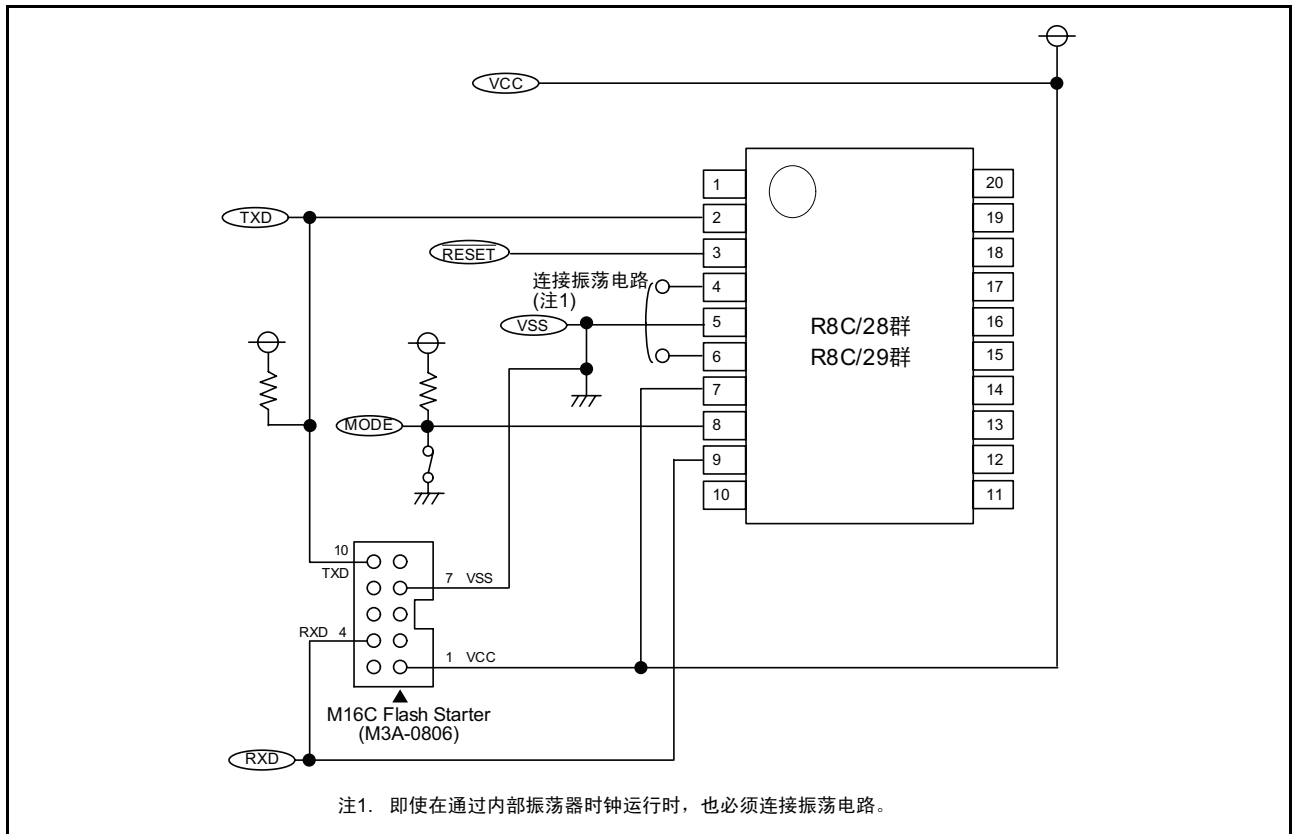 VCC
1
2
3
4
5
6
7
8
9
10
20
19
18
17
16
15
14
13
12
11
R8C/28群
R8C/29群
TXD
RESET
连接振荡电路
(注1)
VSS
MODE
10
TXD
7 VSS
RXD 4
1 VCC
M16C Flash Starter
(M3A-0806)
RXD
注1. 即使在通过内部振荡器时钟运行时，也必须连接振荡电路。